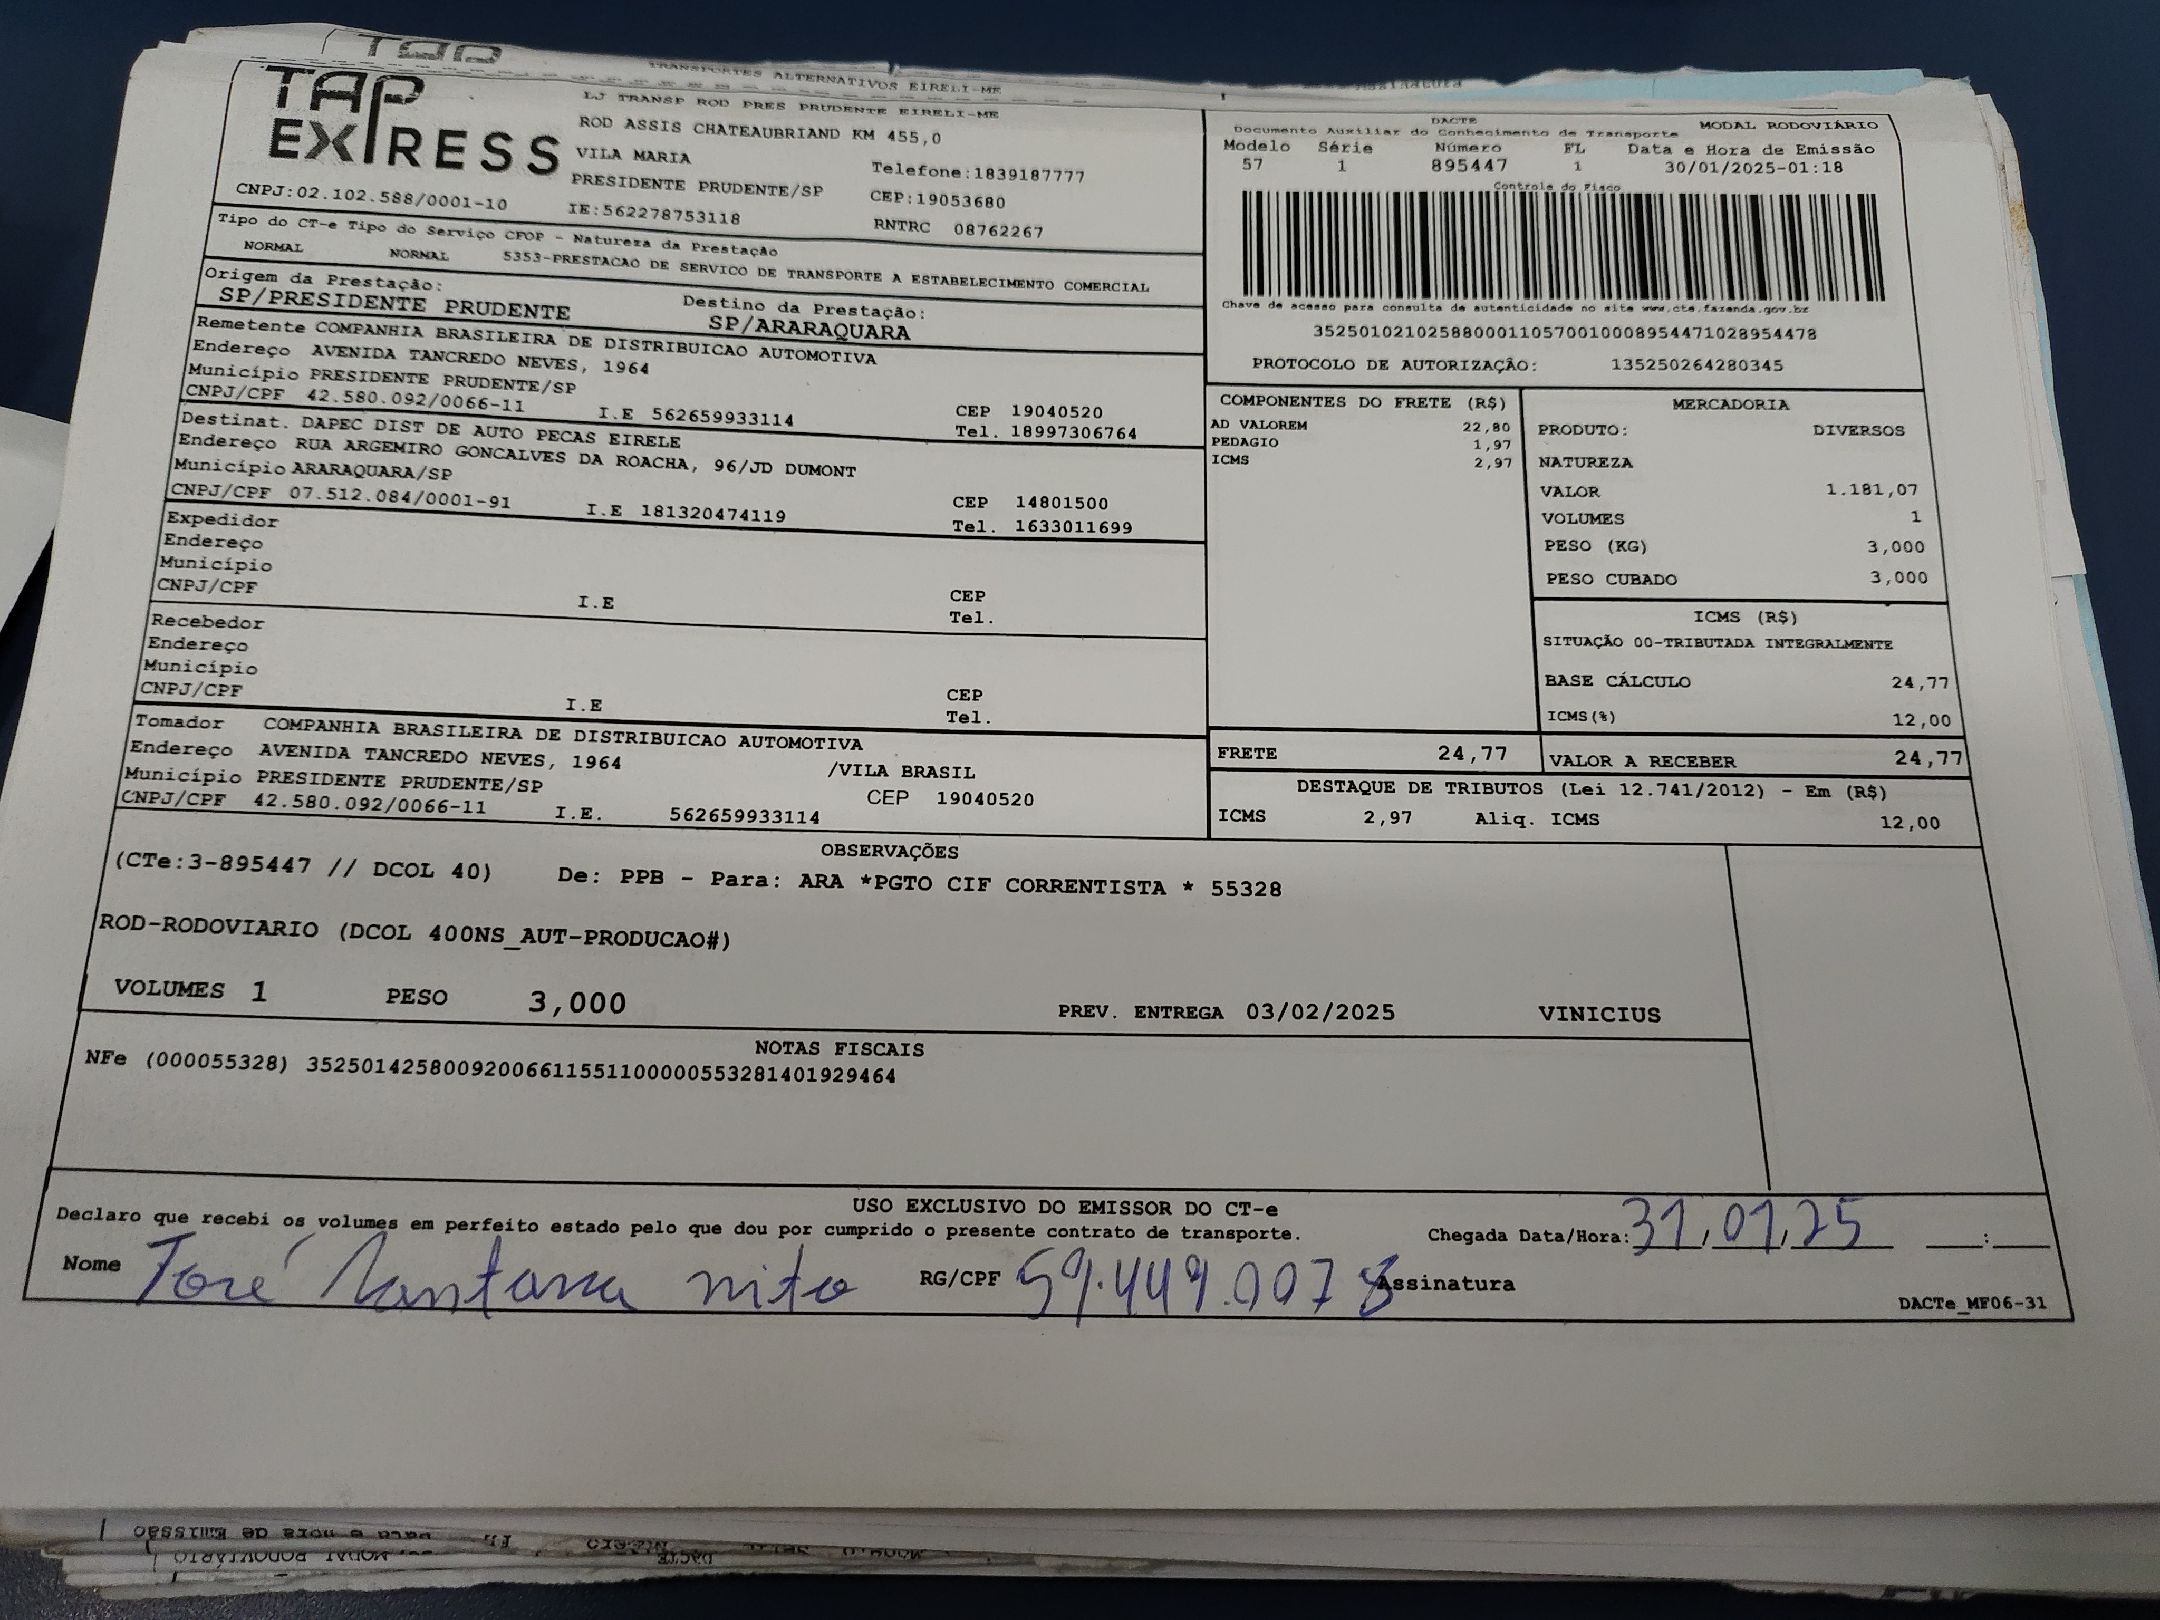 TRANSPORTES ALTERNATIVOS EIRELI-ME
TAP
EXPRESS
LJ TRANSP ROD PRES PRUDENTE EIRELI-ME
ROD ASSIS CHATEAUBRIAND KM 455,0
VILA MARIA Telefone:1839187777
PRESIDENTE PRUDENTE/SP CEP:19053680
CNPJ:02.102.588/0001-10 IE:562278753118 RNTRC 08762267
Tipo do CT-e Tipo do Serviço CFOP - Natureza da Prestação
NORMAL NORMAL 5353-PRESTACAO DE SERVICO DE TRANSPORTE A ESTABELECIMENTO COMERCIAL
Origem da Prestação: Destino da Prestação:
SP/PRESIDENTE PRUDENTE SP/ARARAQUARA
DACTE
Documento Auxiliar do Conhecimento de Transporte MODAL RODOVIÁRIO
Modelo Série Número FL Data e Hora de Emissão
57 1 895447 1 30/01/2025-01:18
Controle do Fisco
Chave de acesso para consulta de autenticidade no site www.cte.fazenda.gov.br
35250102102588000110570010008954471028954478
PROTOCOLO DE AUTORIZAÇÃO: 135250264280345
Remetente COMPANHIA BRASILEIRA DE DISTRIBUICAO AUTOMOTIVA
Endereço AVENIDA TANCREDO NEVES, 1964
Município PRESIDENTE PRUDENTE/SP CEP 19040520
CNPJ/CPF 42.580.092/0066-11 I.E 562659933114 Tel. 18997306764
Destinat. DAPEC DIST DE AUTO PECAS EIRELE
Endereço RUA ARGEMIRO GONCALVES DA ROACHA, 96/JD DUMONT
Município ARARAQUARA/SP CEP 14801500
CNPJ/CPF 07.512.084/0001-91 I.E 181320474119 Tel. 1633011699
Expedidor
Endereço
Município CEP
CNPJ/CPF I.E Tel.
Recebedor
Endereço
Município CEP
CNPJ/CPF I.E Tel.
Tomador COMPANHIA BRASILEIRA DE DISTRIBUICAO AUTOMOTIVA
Endereço AVENIDA TANCREDO NEVES, 1964 /VILA BRASIL
Município PRESIDENTE PRUDENTE/SP CEP 19040520
CNPJ/CPF 42.580.092/0066-11 I.E. 562659933114
COMPONENTES DO FRETE (R$)
AD VALOREM 22,80
PEDAGIO 1,97
ICMS 2,97
MERCADORIA
PRODUTO: DIVERSOS
NATUREZA
VALOR 1.181,07
VOLUMES 1
PESO (KG) 3,000
PESO CUBADO 3,000
ICMS (R$)
SITUAÇÃO 00-TRIBUTADA INTEGRALMENTE
BASE CÁLCULO 24,77
ICMS(%) 12,00
FRETE 24,77 VALOR A RECEBER 24,77
DESTAQUE DE TRIBUTOS (Lei 12.741/2012) - Em (R$)
ICMS 2,97 Aliq. ICMS 12,00
OBSERVAÇÕES
(CTe:3-895447 // DCOL 40) De: PPB - Para: ARA *PGTO CIF CORRENTISTA * 55328
ROD-RODOVIARIO (DCOL 400NS_AUT-PRODUCAO#)
VOLUMES 1 PESO 3,000 PREV. ENTREGA 03/02/2025 VINICIUS
NOTAS FISCAIS
NFe (000055328) 35250142580092006611551100000553281401929464
USO EXCLUSIVO DO EMISSOR DO CT-e
Declaro que recebi os volumes em perfeito estado pelo que dou por cumprido o presente contrato de transporte. Chegada Data/Hora: 31/01/25 :
Nome José Santana nito RG/CPF 59.449.007 8 Assinatura
DACTe_MF06-31